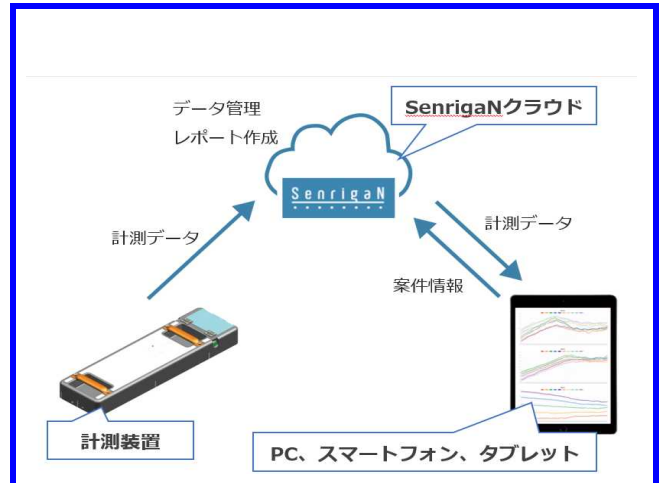 データ管理
レポート作成
SenrigaNクラウド
SenrigaN
計測データ
計測データ
案件情報
計測装置
PC、スマートフォン、タブレット